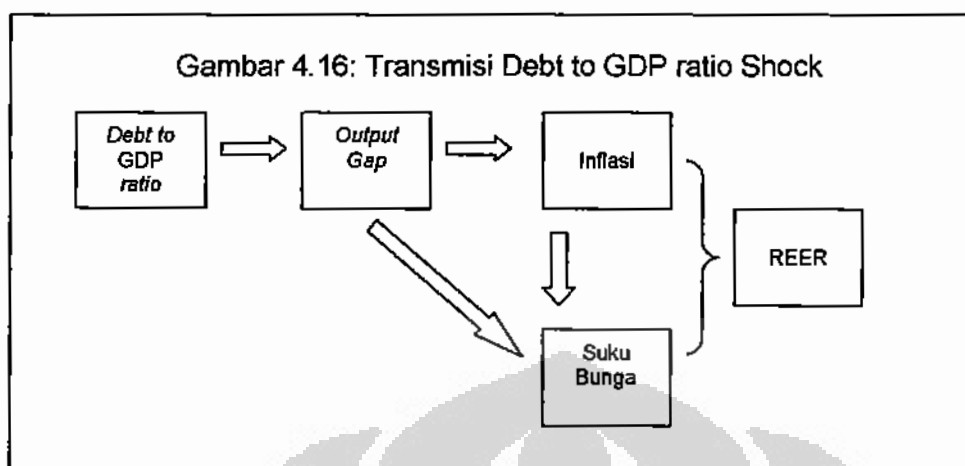 Gambar 4.16: Transmisi Debt to GDP ratio Shock
Debt to
GDP
ratio
Output
Gap
Inflasi
REER
Suku
Bunga